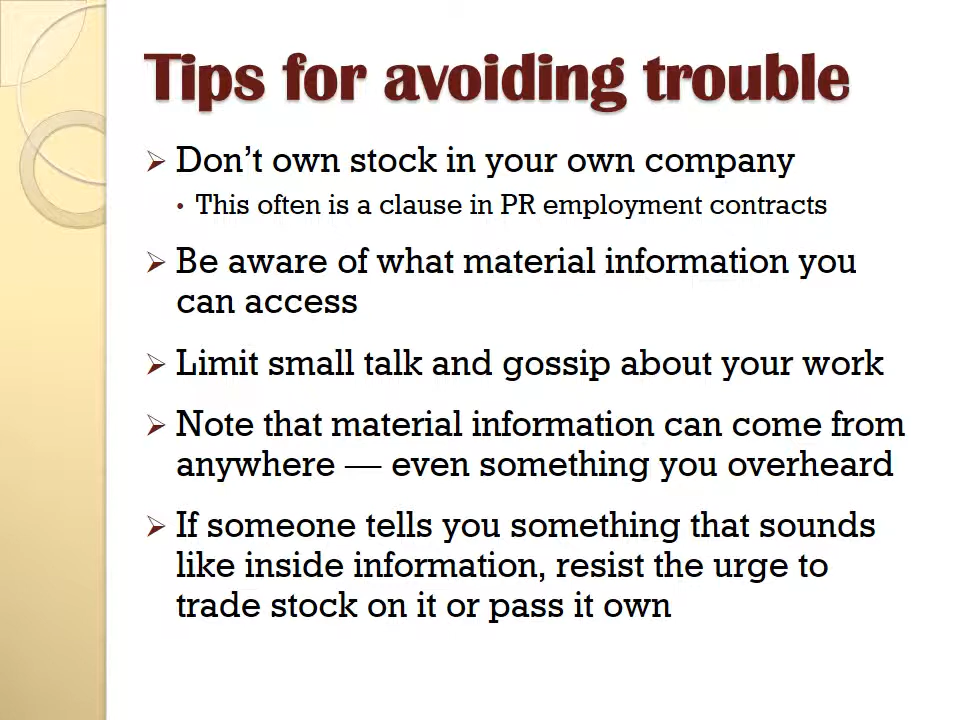 Tips for avoiding trouble
➢ Don’t own stock in your own company
• This often is a clause in PR employment contracts
➢ Be aware of what material information you
can access
➢ Limit small talk and gossip about your work
➢ Note that material information can come from
anywhere — even something you overheard
➢ If someone tells you something that sounds
like inside information, resist the urge to
trade stock on it or pass it own